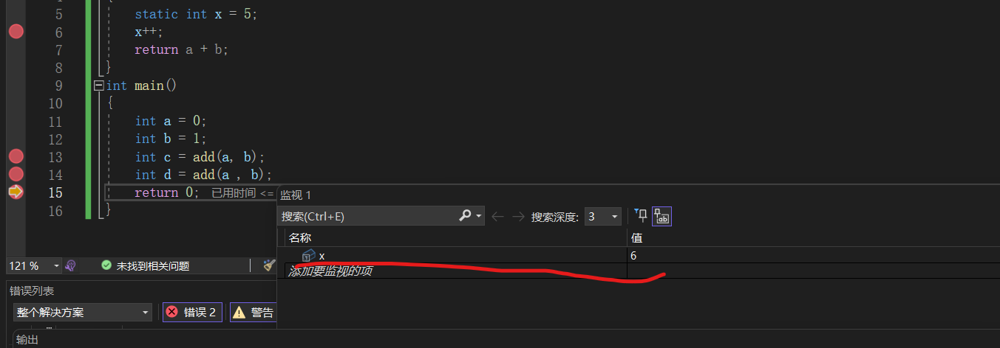 5 static int x = 5;
6 x++;
7 return a + b;
8 }
9 int main()
10 {
11 int a = 0;
12 int b = 1;
13 int c = add(a, b);
14 int d = add(a , b);
15 return 0; 已用时间 <=
16 }
监视 1
搜索(Ctrl+E) 搜索深度: 3
名称 值
x 6
添加要监视的项
121 % 未找到相关问题
错误列表
整个解决方案 错误 2 警告
输出